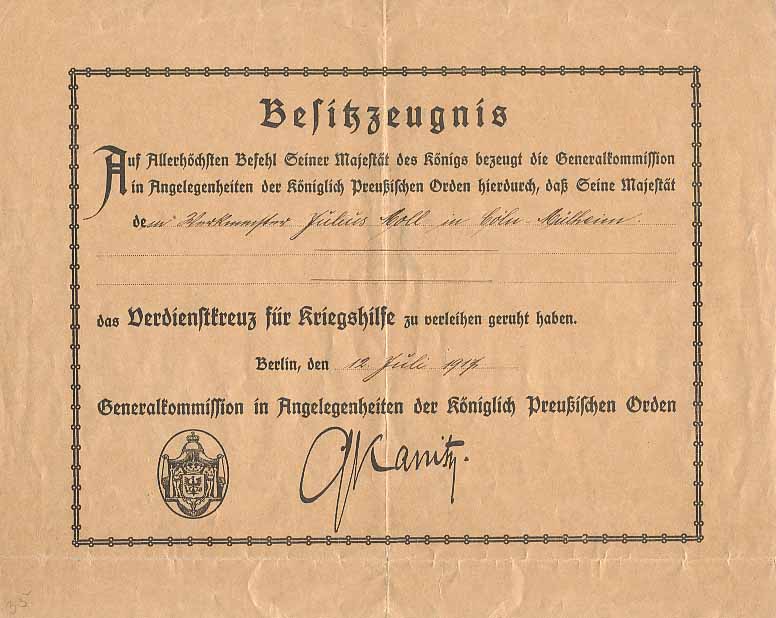 Besitzzeugnis
Auf Allerhöchsten Befehl Seiner Majestät des Königs bezeugt die Generalkommission
in Angelegenheiten der Königlich Preußischen Orden hierdurch, daß Seine Majestät
dem Werkmeister Julius Moll in Cöln-Mülheim.
das Verdienstkreuz für Kriegshilfe zu verleihen geruht haben.
Berlin, den 12 Juli 1917.
Generalkommission in Angelegenheiten der Königlich Preußischen Orden
GKanitz.
35